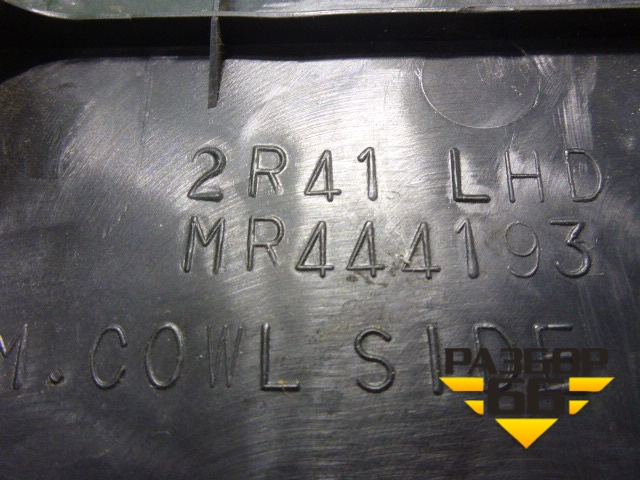 2R41 LHD
MR444193
M. COWL SIDE
РАЗБОР
66